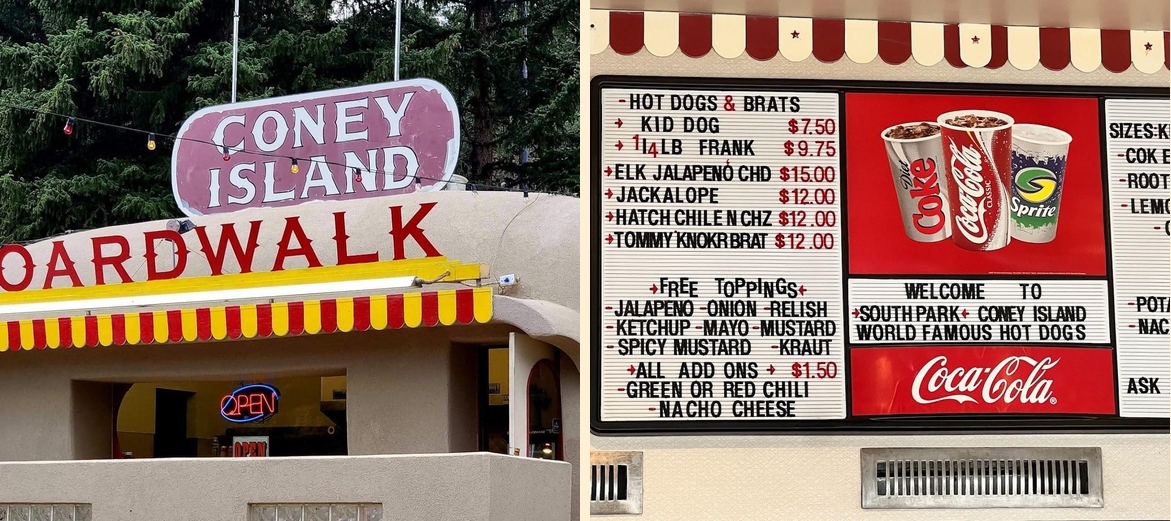 CONEY
ISLAND
OARDWALK
OPEN
OPEN
-HOT DOGS & BRATS
KID DOG $7.50
1/4LB FRANK $9.75
ELK JALAPEÑO CHD $15.00
JACKALOPE $12.00
HATCH CHILE N CHZ $12.00
TOMMY KNOKR BRAT $12.00
FREE TOPPINGS
-JALAPENO -ONION -RELISH
-KETCHUP -MAYO -MUSTARD
-SPICY MUSTARD -KRAUT
ALL ADD ONS $1.50
-GREEN OR RED CHILI
-NACHO CHEESE
Diet Coke
Coca-Cola
CLASSIC
Sprite
WELCOME TO
SOUTH PARK CONEY ISLAND
WORLD FAMOUS HOT DOGS
Coca-Cola
SIZES:K
-COK E
-ROOT
-LEMO
-POT
-NAC
ASK